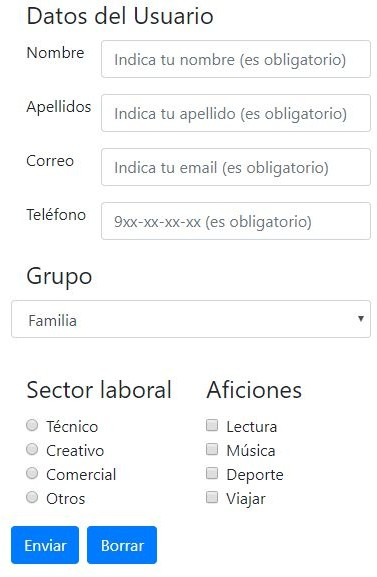 Datos del Usuario
Nombre Indica tu nombre (es obligatorio)
Apellidos Indica tu apellido (es obligatorio)
Correo Indica tu email (es obligatorio)
Teléfono 9xx-xx-xx-xx (es obligatorio)
Grupo
Familia
Sector laboral Aficiones
Técnico Lectura
Creativo Música
Comercial Deporte
Otros Viajar
Enviar Borrar